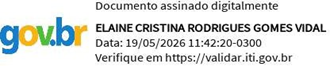 Documento assinado digitalmente
gov.br
ELAINE CRISTINA RODRIGUES GOMES VIDAL
Data: 19/05/2026 11:42:20-0300
Verifique em https://validar.iti.gov.br